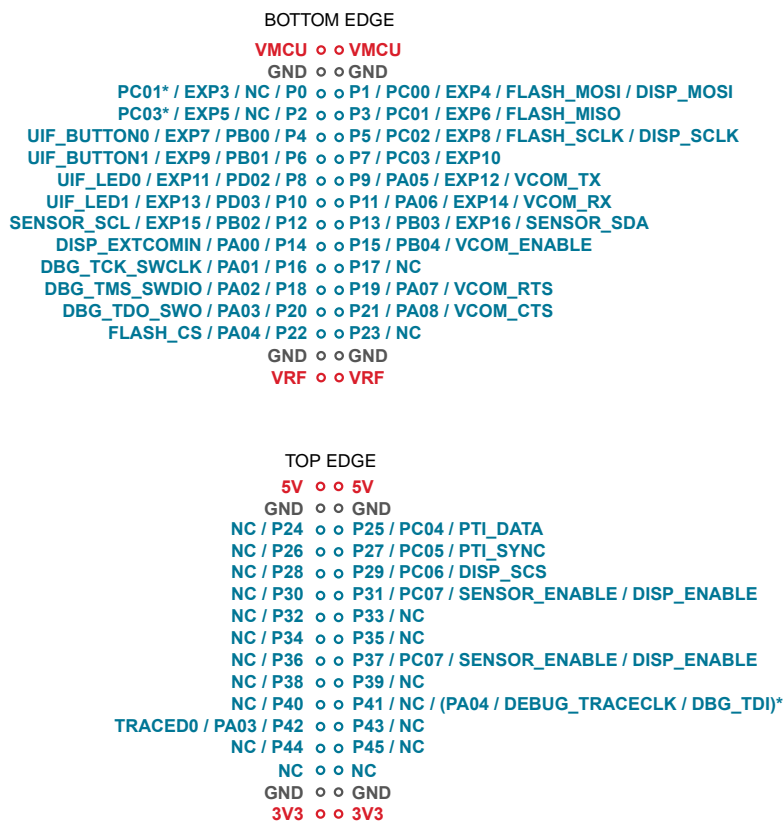 BOTTOM EDGE
VMCU VMCU
GND GND
PC01* / EXP3 / NC / P0 P1 / PC00 / EXP4 / FLASH_MOSI / DISP_MOSI
PC03* / EXP5 / NC / P2 P3 / PC01 / EXP6 / FLASH_MISO
UIF_BUTTON0 / EXP7 / PB00 / P4 P5 / PC02 / EXP8 / FLASH_SCLK / DISP_SCLK
UIF_BUTTON1 / EXP9 / PB01 / P6 P7 / PC03 / EXP10
UIF_LED0 / EXP11 / PD02 / P8 P9 / PA05 / EXP12 / VCOM_TX
UIF_LED1 / EXP13 / PD03 / P10 P11 / PA06 / EXP14 / VCOM_RX
SENSOR_SCL / EXP15 / PB02 / P12 P13 / PB03 / EXP16 / SENSOR_SDA
DISP_EXTCOMIN / PA00 / P14 P15 / PB04 / VCOM_ENABLE
DBG_TCK_SWCLK / PA01 / P16 P17 / NC
DBG_TMS_SWDIO / PA02 / P18 P19 / PA07 / VCOM_RTS
DBG_TDO_SWO / PA03 / P20 P21 / PA08 / VCOM_CTS
FLASH_CS / PA04 / P22 P23 / NC
GND GND
VRF VRF
TOP EDGE
5V 5V
GND GND
NC / P24 P25 / PC04 / PTI_DATA
NC / P26 P27 / PC05 / PTI_SYNC
NC / P28 P29 / PC06 / DISP_SCS
NC / P30 P31 / PC07 / SENSOR_ENABLE / DISP_ENABLE
NC / P32 P33 / NC
NC / P34 P35 / NC
NC / P36 P37 / PC07 / SENSOR_ENABLE / DISP_ENABLE
NC / P38 P39 / NC
NC / P40 P41 / NC / (PA04 / DEBUG_TRACECLK / DBG_TDI)*
TRACED0 / PA03 / P42 P43 / NC
NC / P44 P45 / NC
NC NC
GND GND
3V3 3V3